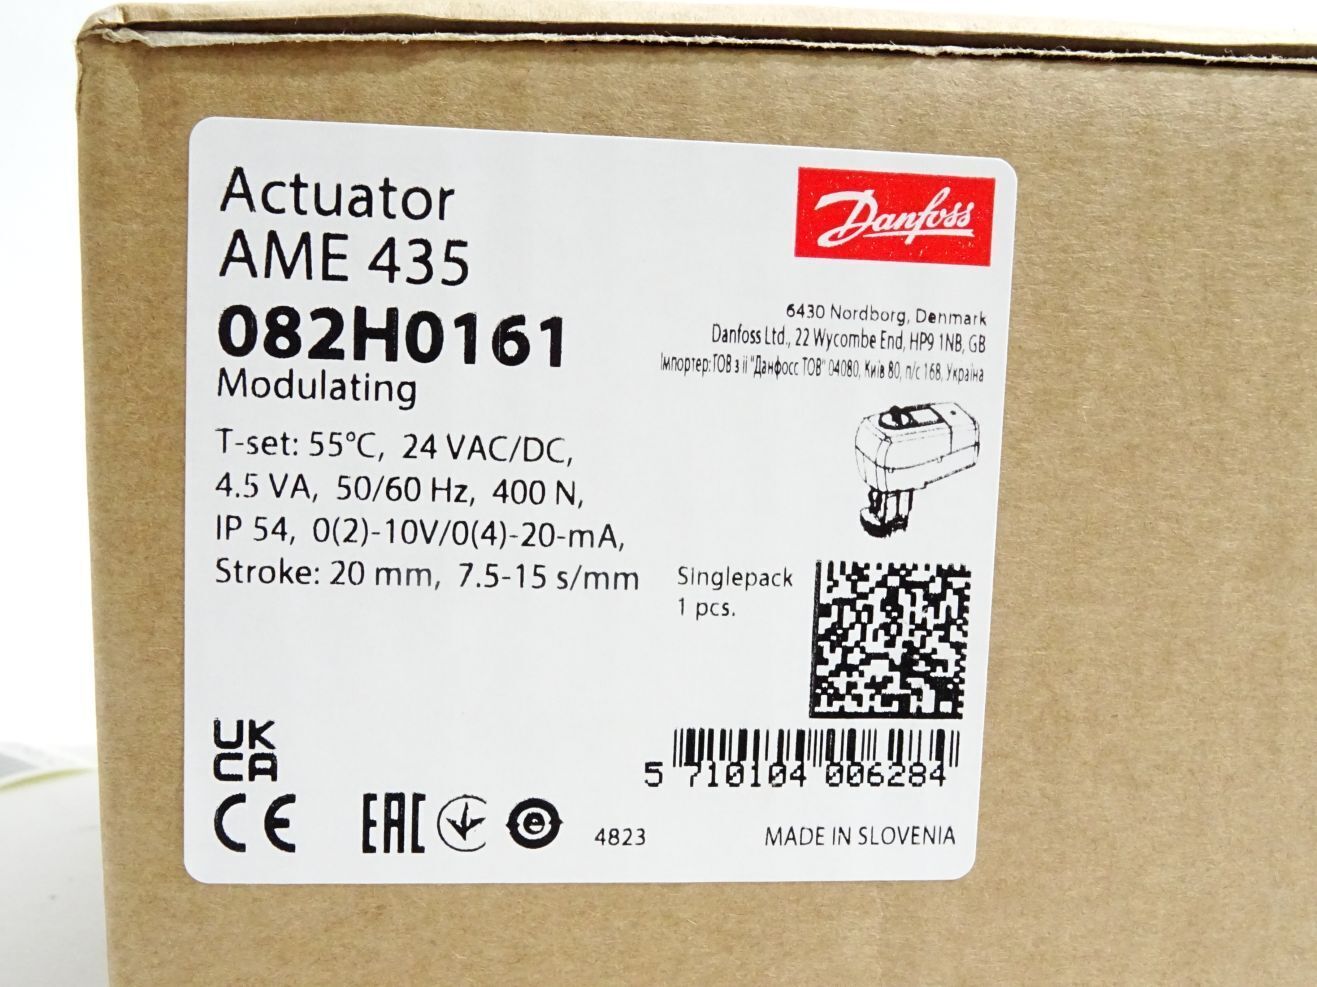 Actuator
AME 435
082H0161
Modulating
T-set: 55°C, 24 VAC/DC,
4.5 VA, 50/60 Hz, 400 N,
IP 54, 0(2)-10V/0(4)-20-mA,
Stroke: 20 mm, 7.5-15 s/mm
Danfoss
6430 Nordborg, Denmark
Danfoss Ltd., 22 Wycombe End, HP9 1NB, GB
Імпортер:ТОВ з іі "Данфосс ТОВ" 04080, Київ 80, п/с 168, Україна
Singlepack
1 pcs.
5 710104 006284
UK
CA
CE EAC
4823
MADE IN SLOVENIA